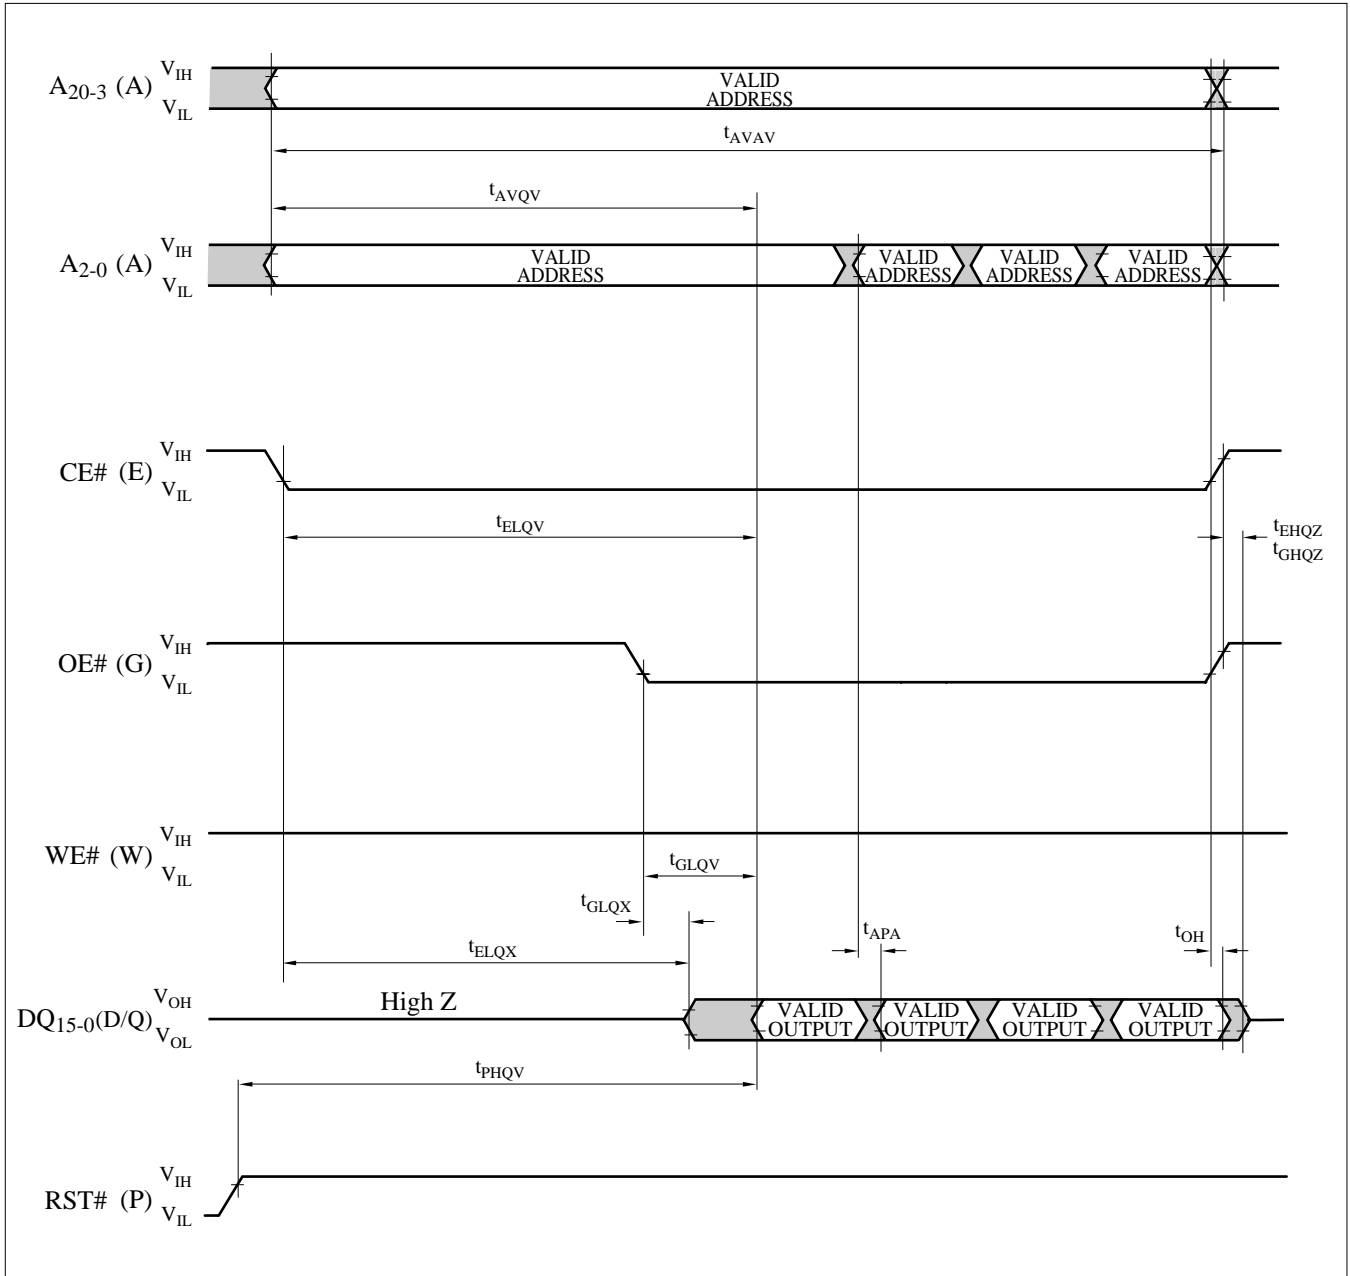 A20-3 (A) VIH VIL VALID ADDRESS
tAVAV
tAVQV
A2-0 (A) VIH VIL VALID ADDRESS VALID ADDRESS VALID ADDRESS VALID ADDRESS
CE# (E) VIH VIL
tELQV
tEHQZ
tGHQZ
OE# (G) VIH VIL
WE# (W) VIH VIL
tGLQV
tGLQX
tELQX
tAPA
tOH
DQ15-0(D/Q) VOH VOL High Z VALID OUTPUT VALID OUTPUT VALID OUTPUT VALID OUTPUT
tPHQV
RST# (P) VIH VIL